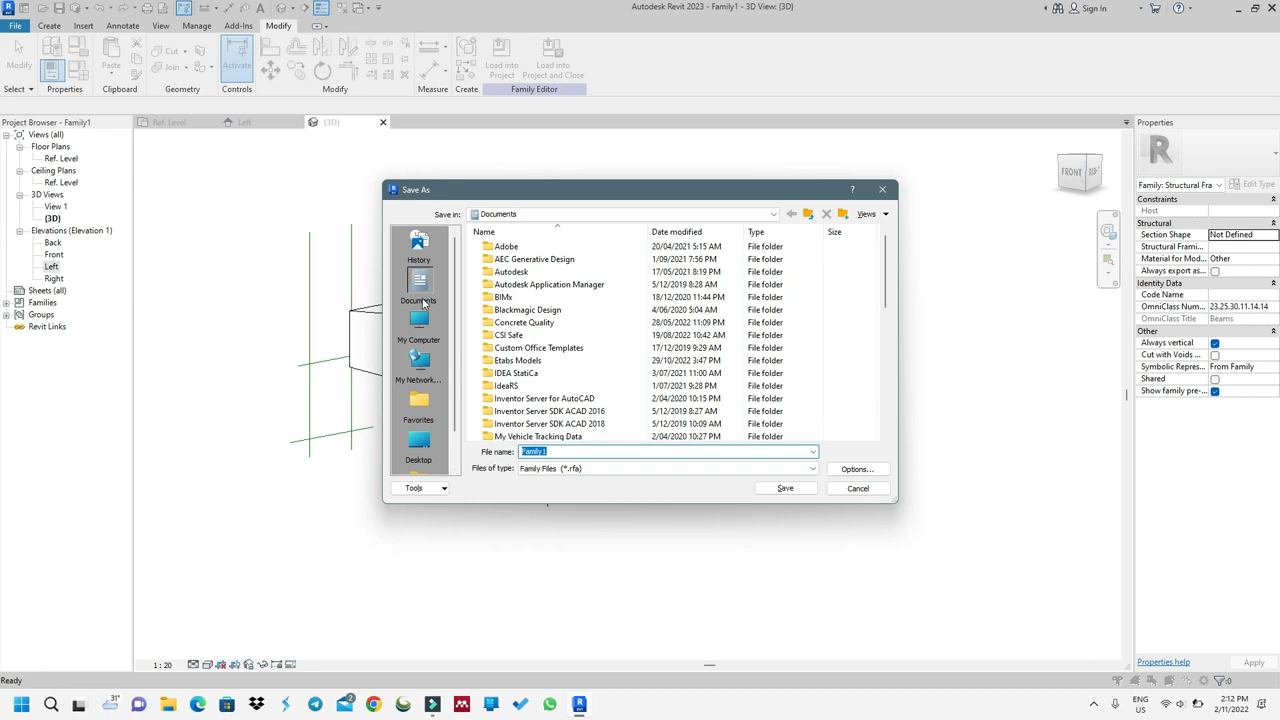 Autodesk Revit 2023 - Family1 - 3D View: {3D}
Sign In
File Create Insert Annotate View Manage Add-Ins Modify
Modify
Paste
Cut
Join
Activate
Load into Project
Load into Project and Close
Select Properties Clipboard Geometry Controls Modify Measure Create Family Editor
Project Browser - Family1
Ref. Level
Left
{3D}
Properties
Views (all)
Floor Plans
Ref. Level
Ceiling Plans
Ref. Level
3D Views
View 1
{3D}
Elevations (Elevation 1)
Back
Front
Left
Right
Sheets (all)
Families
Groups
Revit Links
FRONT
Save As
Save in: Documents
Views
Name Date modified Type Size
Adobe 20/04/2021 5:15 AM File folder
AEC Generative Design 1/09/2021 7:56 PM File folder
Autodesk 17/05/2021 8:19 PM File folder
Autodesk Application Manager 5/12/2019 8:28 AM File folder
BIMx 18/12/2020 11:44 PM File folder
Blackmagic Design 4/06/2020 5:04 AM File folder
Concrete Quality 28/05/2022 11:09 PM File folder
CSI Safe 19/08/2022 10:42 AM File folder
Custom Office Templates 17/12/2019 9:29 AM File folder
Etabs Models 29/10/2022 3:47 PM File folder
IDEA StatiCa 3/07/2021 11:00 AM File folder
IdeaRS 1/07/2021 9:28 PM File folder
Inventor Server for AutoCAD 2/04/2020 10:15 PM File folder
Inventor Server SDK ACAD 2016 5/12/2019 8:27 AM File folder
Inventor Server SDK ACAD 2018 5/12/2019 10:09 AM File folder
My Vehicle Tracking Data 2/04/2020 10:27 PM File folder
History
Documents
My Computer
My Network...
Favorites
Desktop
File name: Family1
Files of type: Family Files (*.rfa)
Options...
Tools
Save
Cancel
Family: Structural Fra
Edit Type
Constraints
Host
Structural
Section Shape Not Defined
Structural Frami...
Material for Mod... Other
Always export as...
Identity Data
Code Name
OmniClass Number 23.25.30.11.14.14
OmniClass Title Beams
Other
Always vertical
Cut with Voids ...
Symbolic Repres... From Family
Shared
Show family pre-...
Properties help
Apply
1 : 20
Ready
:0
31°
2
ENG
US
2:12 PM
2/11/2022